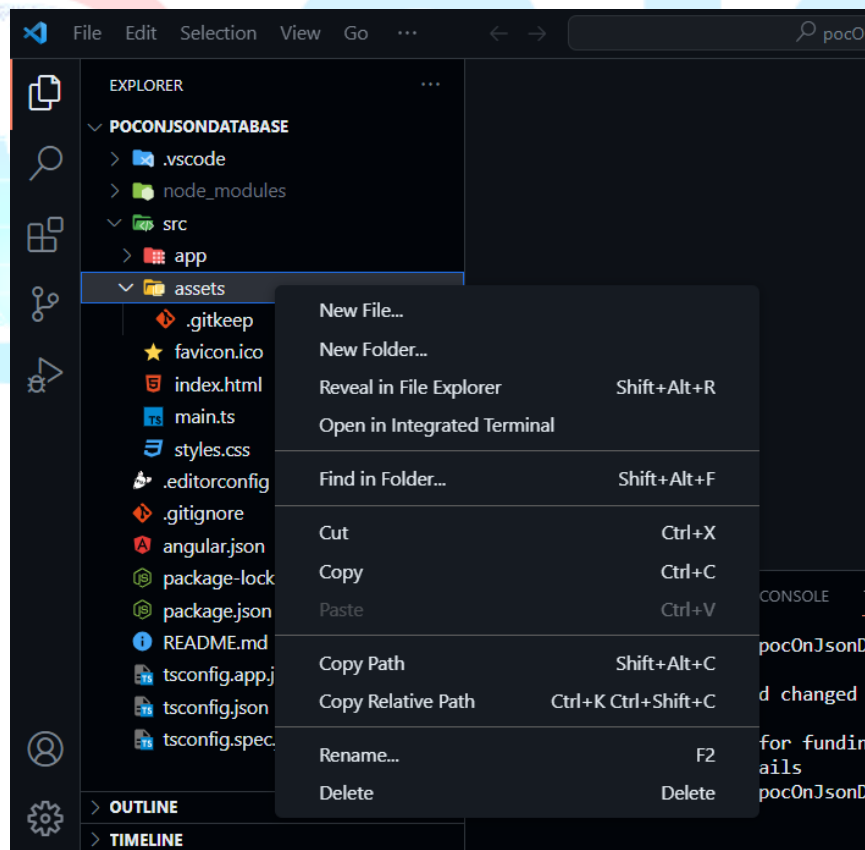 File Edit Selection View Go ··· pocO
EXPLORER ···
POCONJSONDATABASE
.vscode
node_modules
src
app
assets
.gitkeep
favicon.ico
index.html
main.ts
styles.css
.editorconfig
.gitignore
angular.json
package-lock
package.json
README.md
tsconfig.app.j
tsconfig.json
tsconfig.spec.
OUTLINE
TIMELINE
New File...
New Folder...
Reveal in File Explorer Shift+Alt+R
Open in Integrated Terminal
Find in Folder... Shift+Alt+F
Cut Ctrl+X
Copy Ctrl+C
Paste Ctrl+V
Copy Path Shift+Alt+C
Copy Relative Path Ctrl+K Ctrl+Shift+C
Rename... F2
Delete Delete
CONSOLE
pocOnJsonD
d changed
for fundin
ails
pocOnJsonD